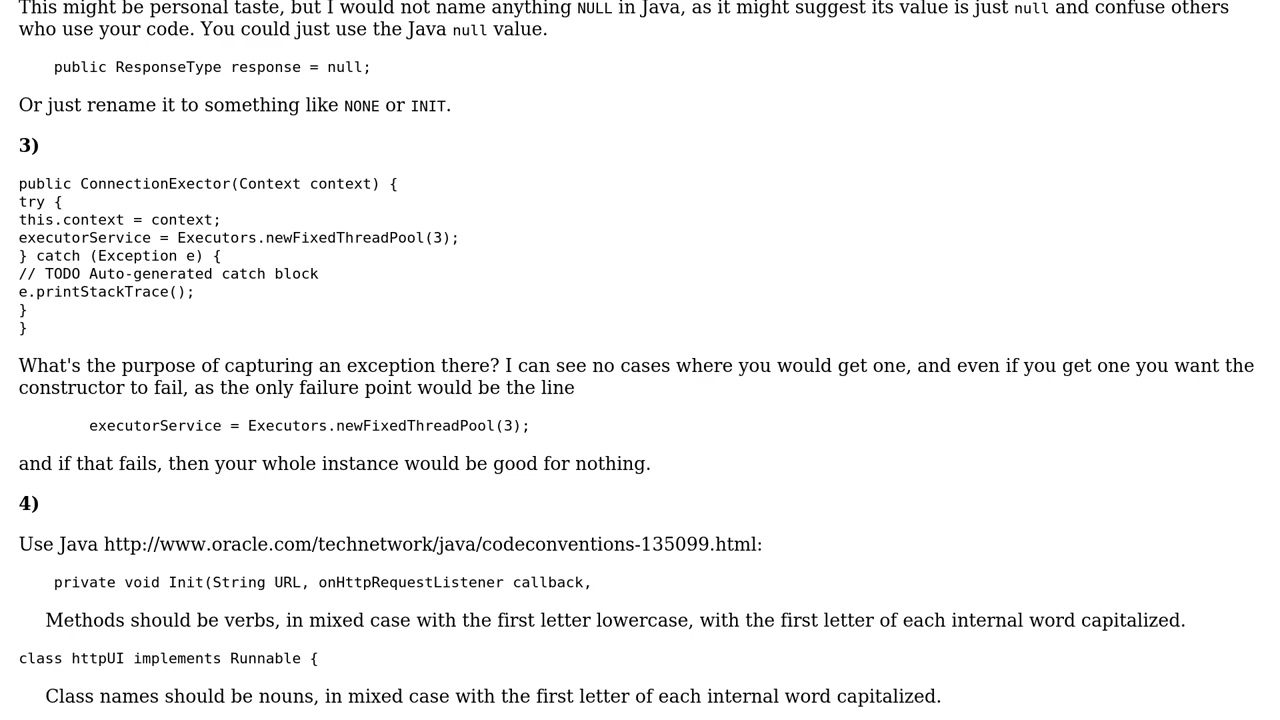 This might be personal taste, but I would not name anything NULL in Java, as it might suggest its value is just null and confuse others
who use your code. You could just use the Java null value.
public ResponseType response = null;
Or just rename it to something like NONE or INIT.
3)
public ConnectionExector(Context context) {
try {
this.context = context;
executorService = Executors.newFixedThreadPool(3);
} catch (Exception e) {
// TODO Auto-generated catch block
e.printStackTrace();
}
}
What's the purpose of capturing an exception there? I can see no cases where you would get one, and even if you get one you want the
constructor to fail, as the only failure point would be the line
executorService = Executors.newFixedThreadPool(3);
and if that fails, then your whole instance would be good for nothing.
4)
Use Java http://www.oracle.com/technetwork/java/codeconventions-135099.html:
private void Init(String URL, onHttpRequestListener callback,
Methods should be verbs, in mixed case with the first letter lowercase, with the first letter of each internal word capitalized.
class httpUI implements Runnable {
Class names should be nouns, in mixed case with the first letter of each internal word capitalized.